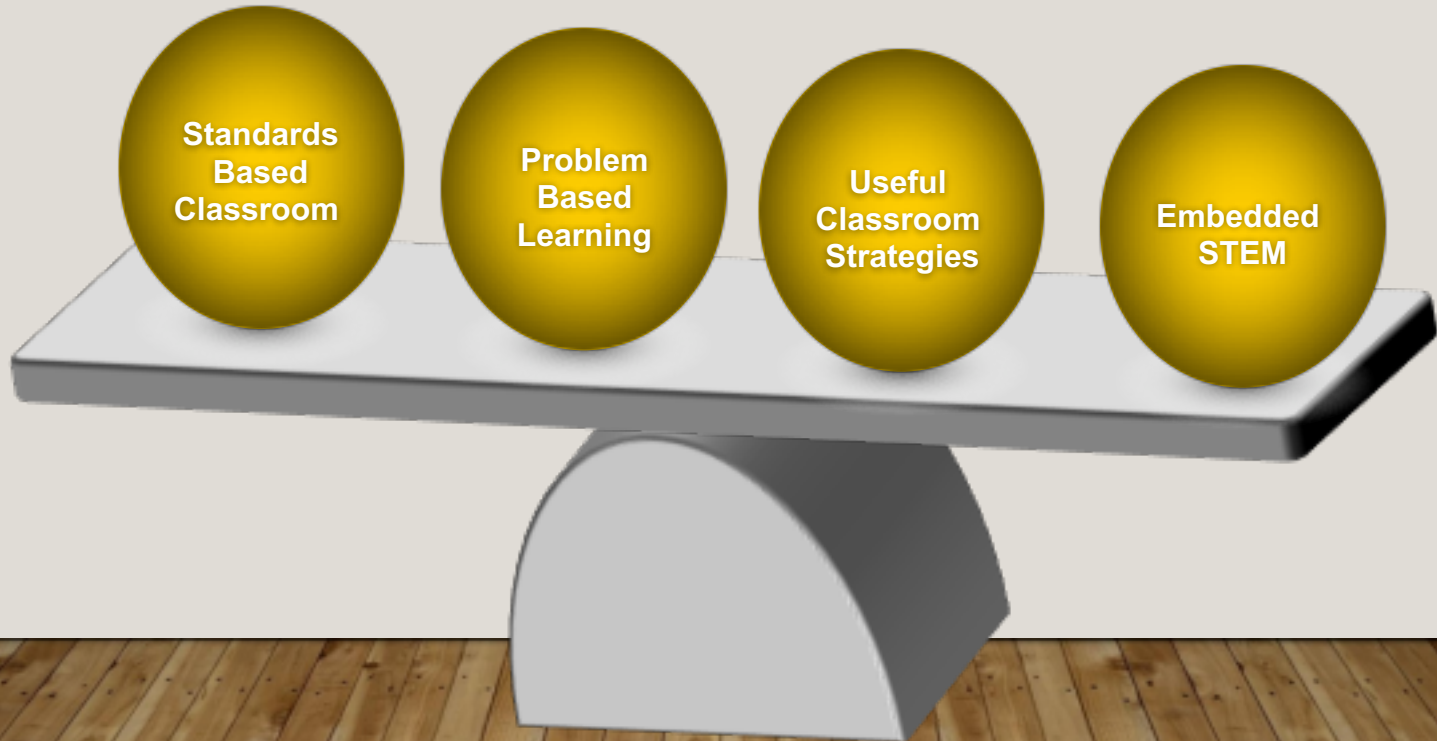 Standards
Based
Classroom
Problem
Based
Learning
Useful
Classroom
Strategies
Embedded
STEM